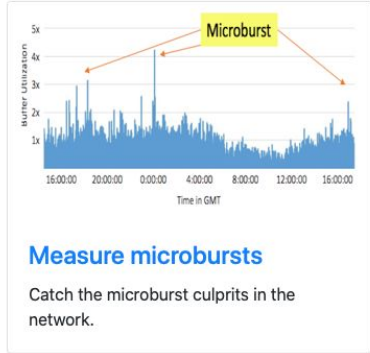 Microburst
5x
4x
3x
2x
1x
Buffer Utilization
16:00:00 20:00:00 0:00:00 4:00:00 8:00:00 12:00:00 16:00:00
Time in GMT
Measure microbursts
Catch the microburst culprits in the
network.